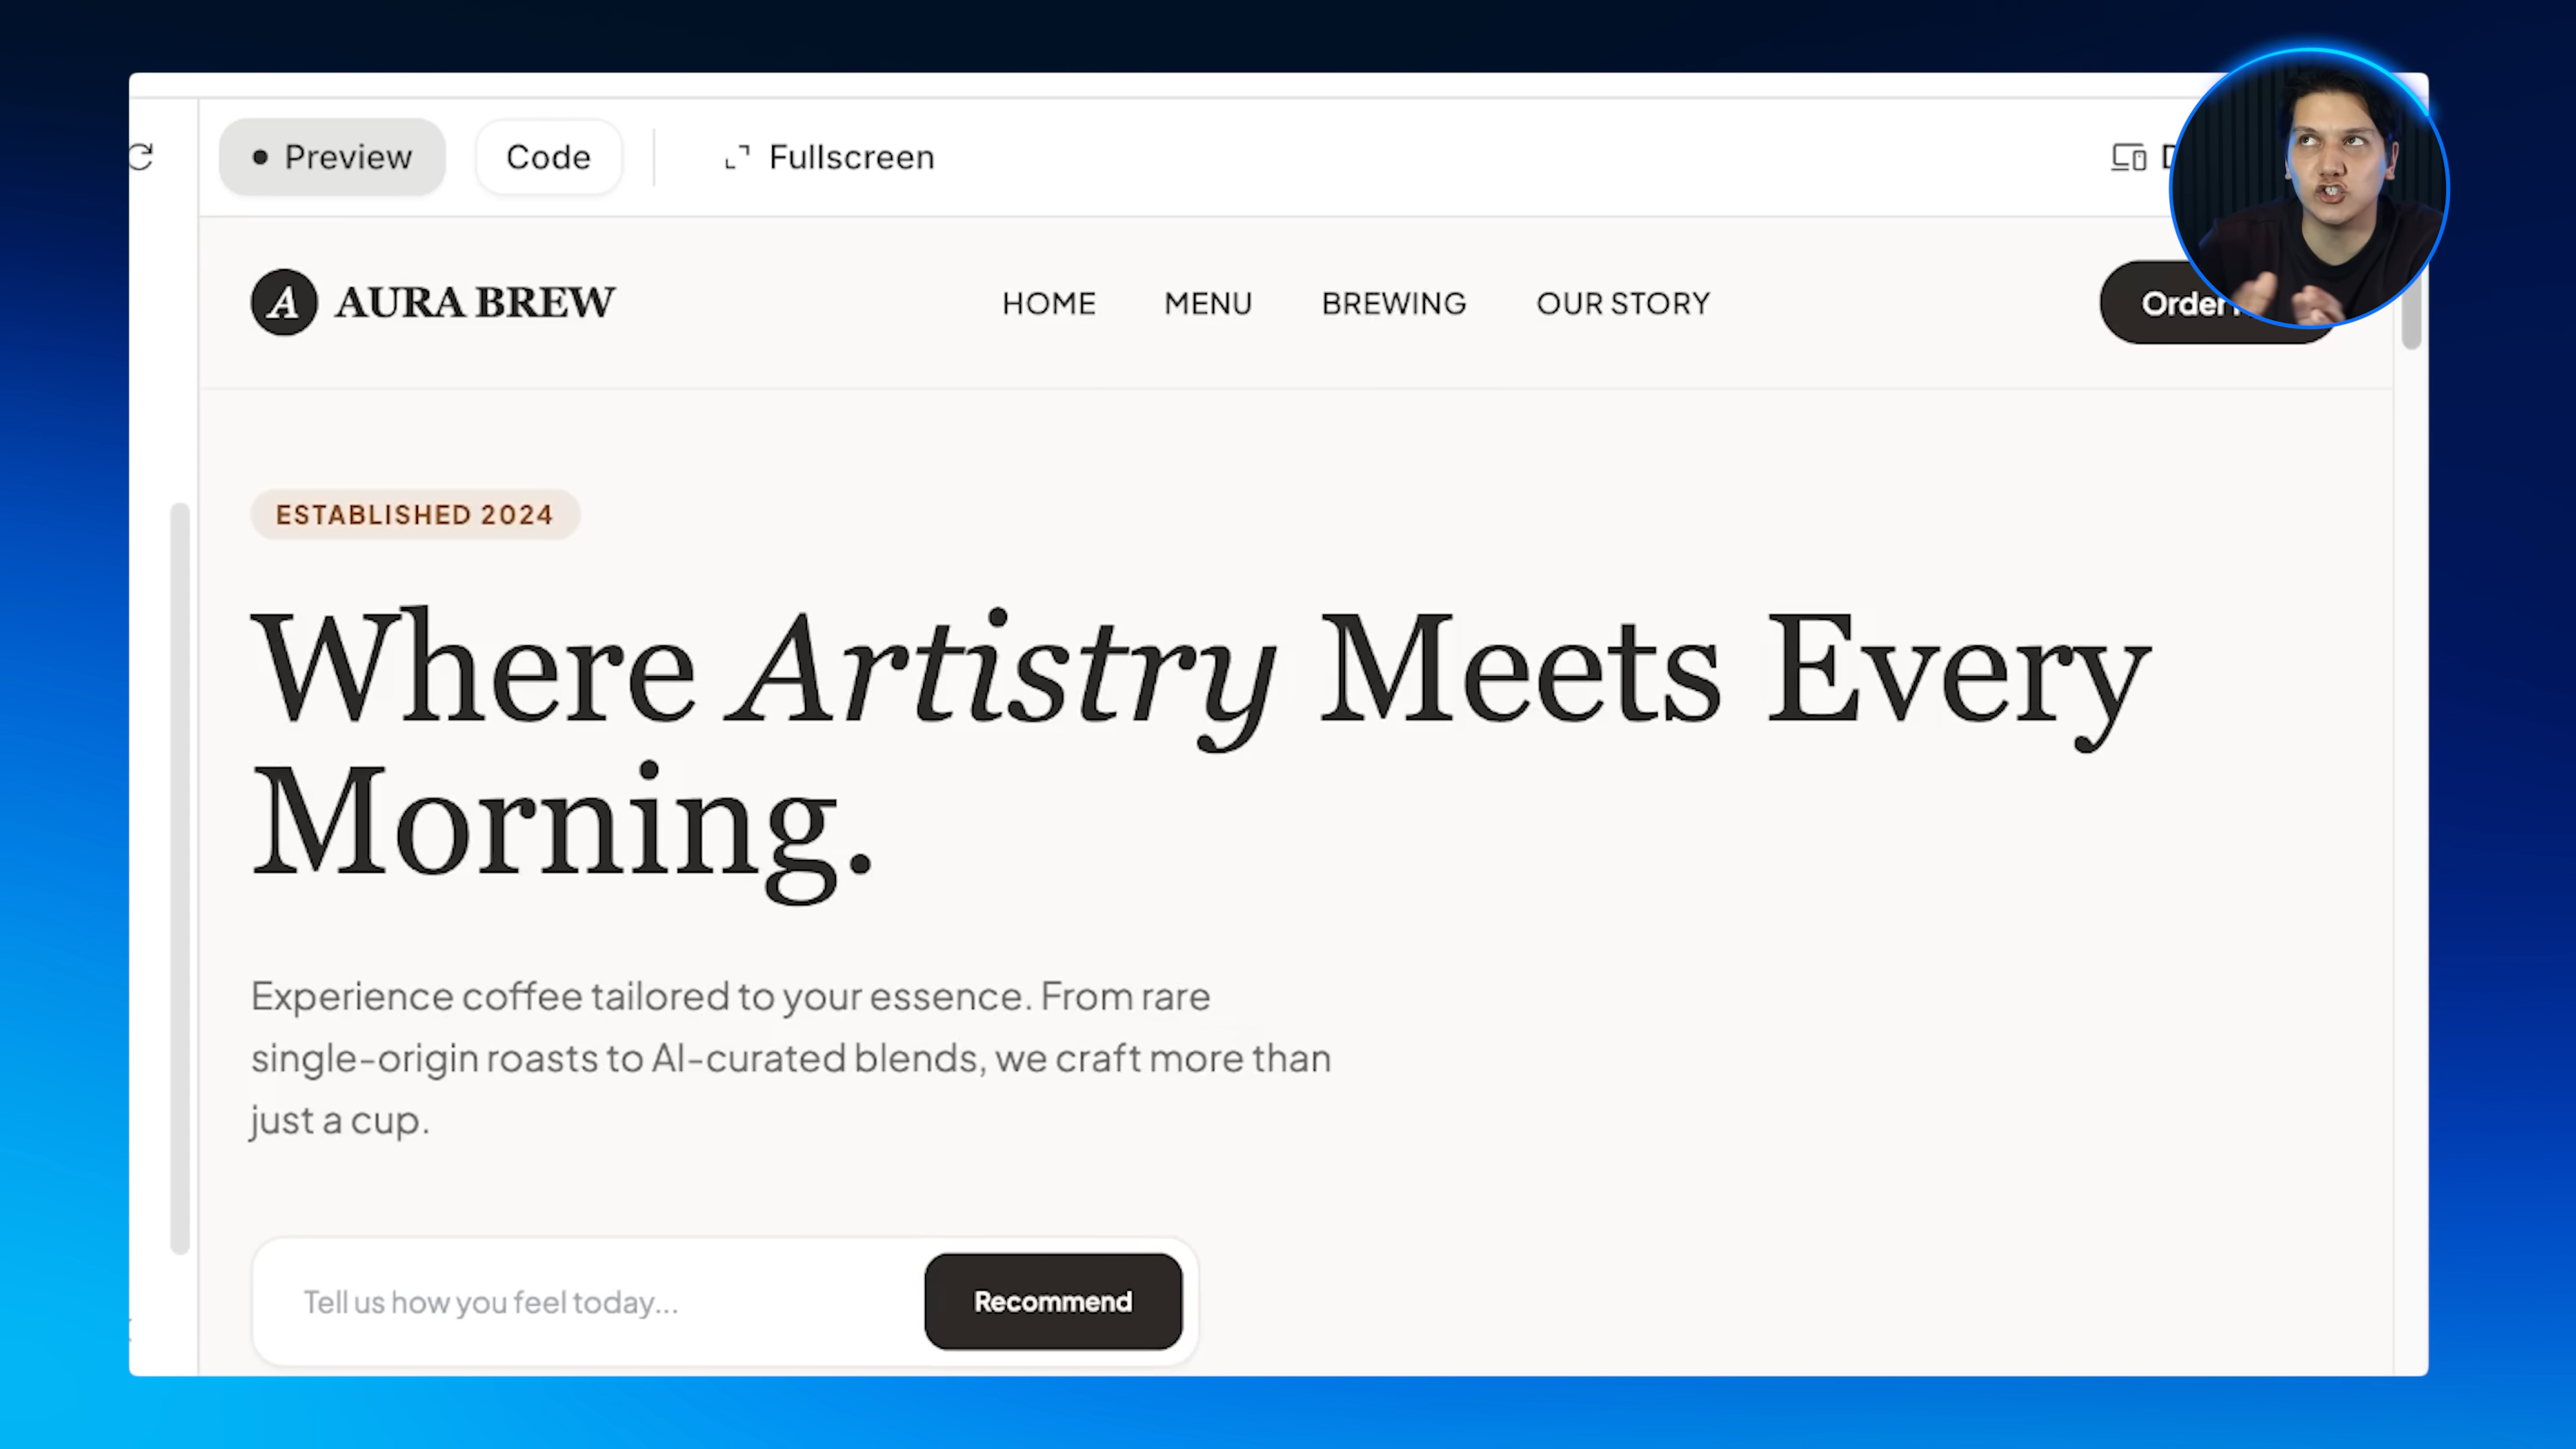 Preview
Code
Fullscreen
A AURA BREW
HOME
MENU
BREWING
OUR STORY
Order
ESTABLISHED 2024
Where Artistry Meets Every
Morning.
Experience coffee tailored to your essence. From rare
single-origin roasts to AI-curated blends, we craft more than
just a cup.
Tell us how you feel today...
Recommend